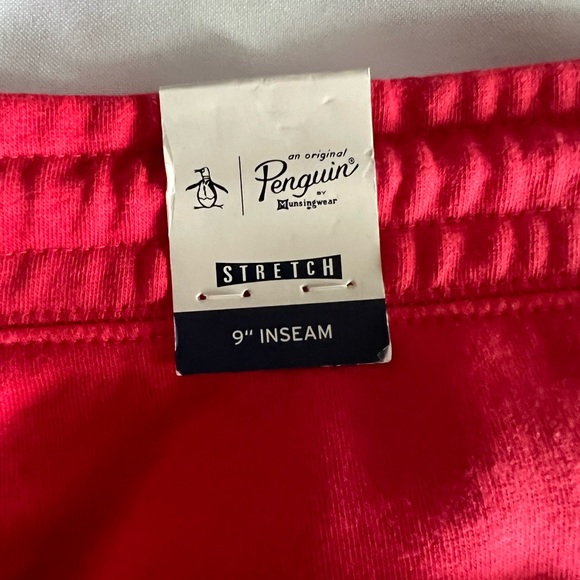 an original
Penguin®
BY
Munsingwear
STRETCH
9" INSEAM